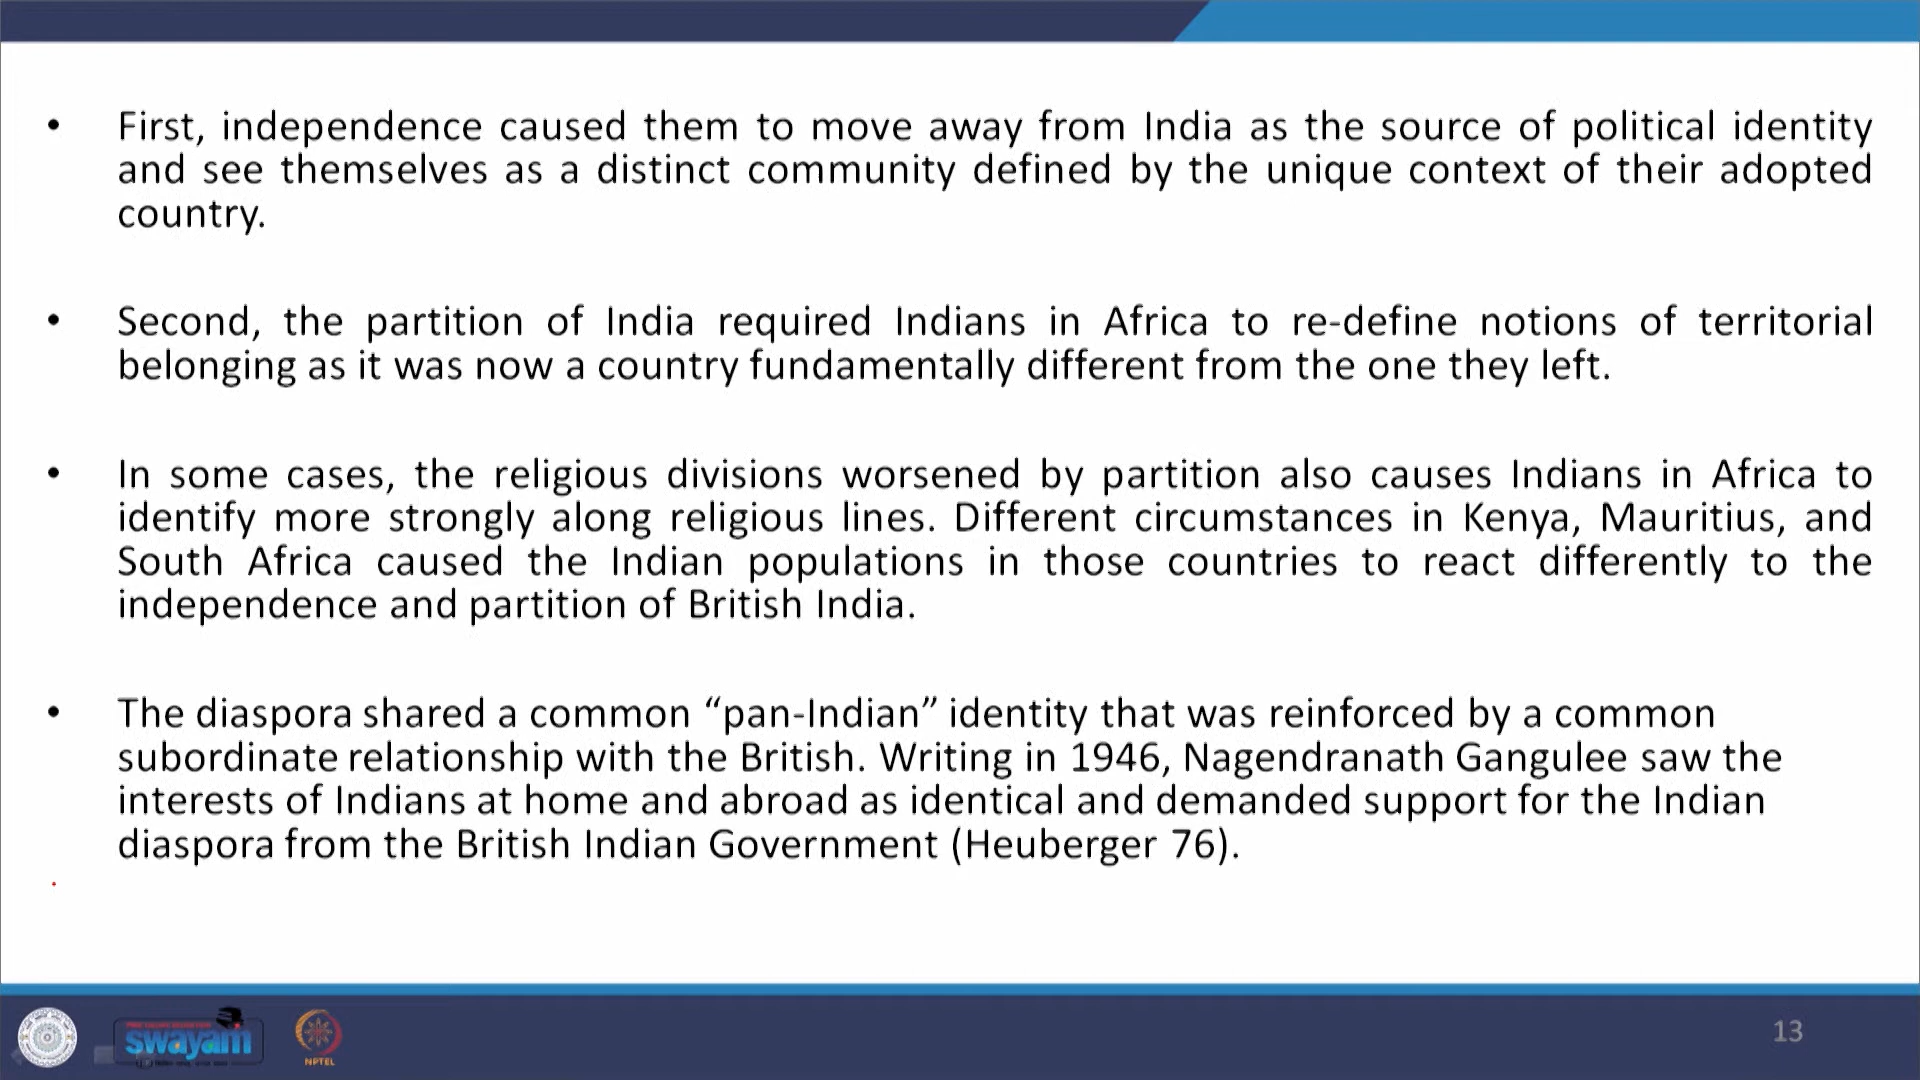 • First, independence caused them to move away from India as the source of political identity
and see themselves as a distinct community defined by the unique context of their adopted
country.
• Second, the partition of India required Indians in Africa to re-define notions of territorial
belonging as it was now a country fundamentally different from the one they left.
• In some cases, the religious divisions worsened by partition also causes Indians in Africa to
identify more strongly along religious lines. Different circumstances in Kenya, Mauritius, and
South Africa caused the Indian populations in those countries to react differently to the
independence and partition of British India.
• The diaspora shared a common “pan-Indian” identity that was reinforced by a common
subordinate relationship with the British. Writing in 1946, Nagendranath Gangulee saw the
interests of Indians at home and abroad as identical and demanded support for the Indian
diaspora from the British Indian Government (Heuberger 76).
swayam
NPTEL
13